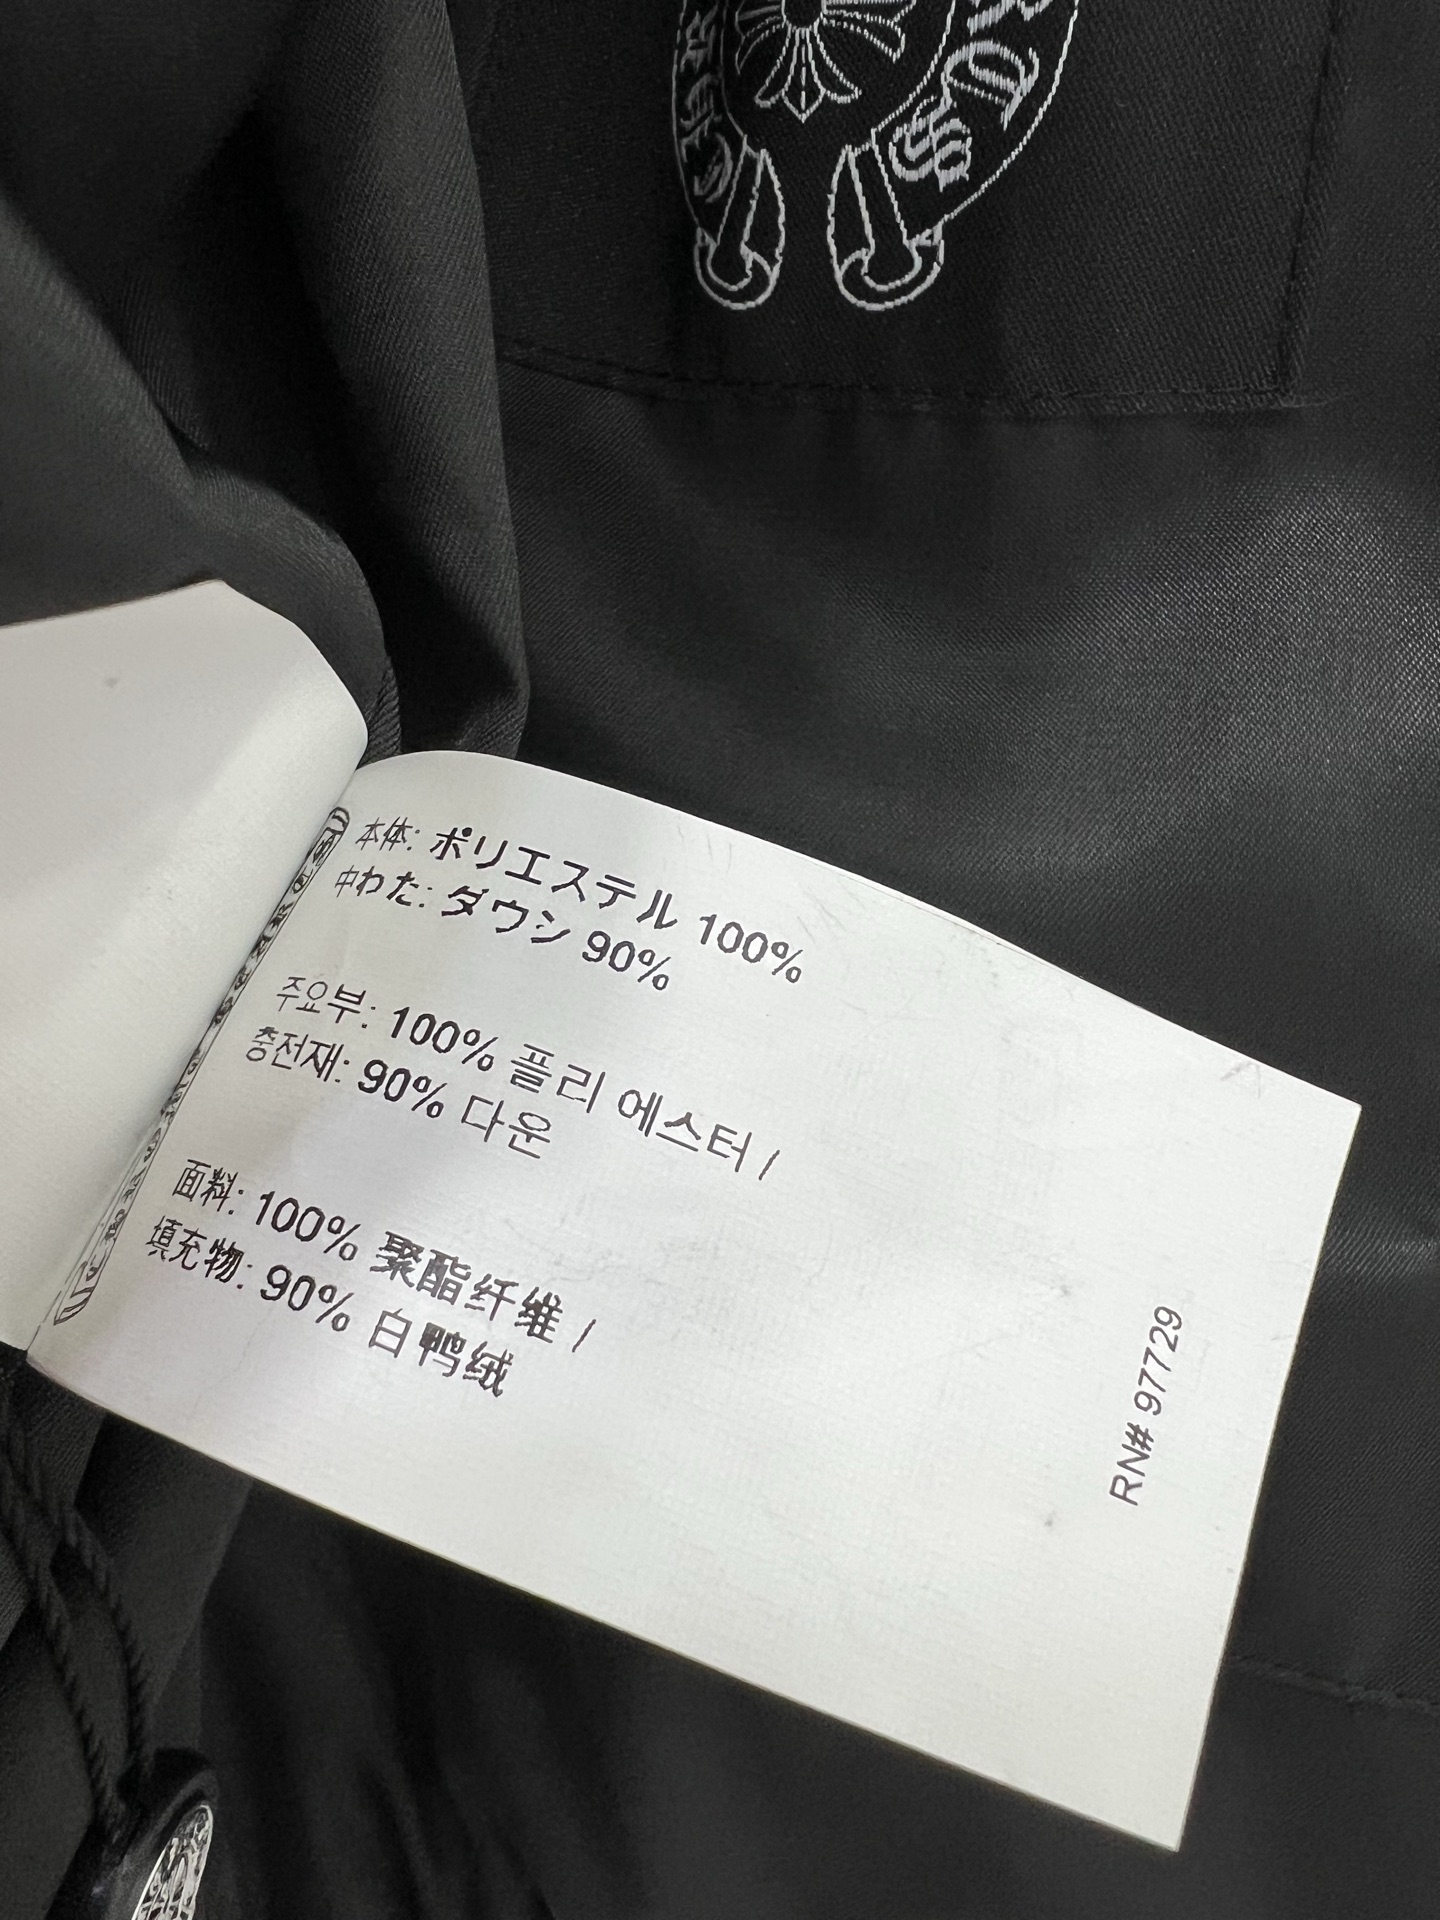 本体: ポリエステル 100%
中わた: ダウン 90%
주요부: 100% 플리 에스터 /
충전재: 90% 다운
面料: 100% 聚酯纤维 /
填充物: 90% 白鸭绒
RN# 97729